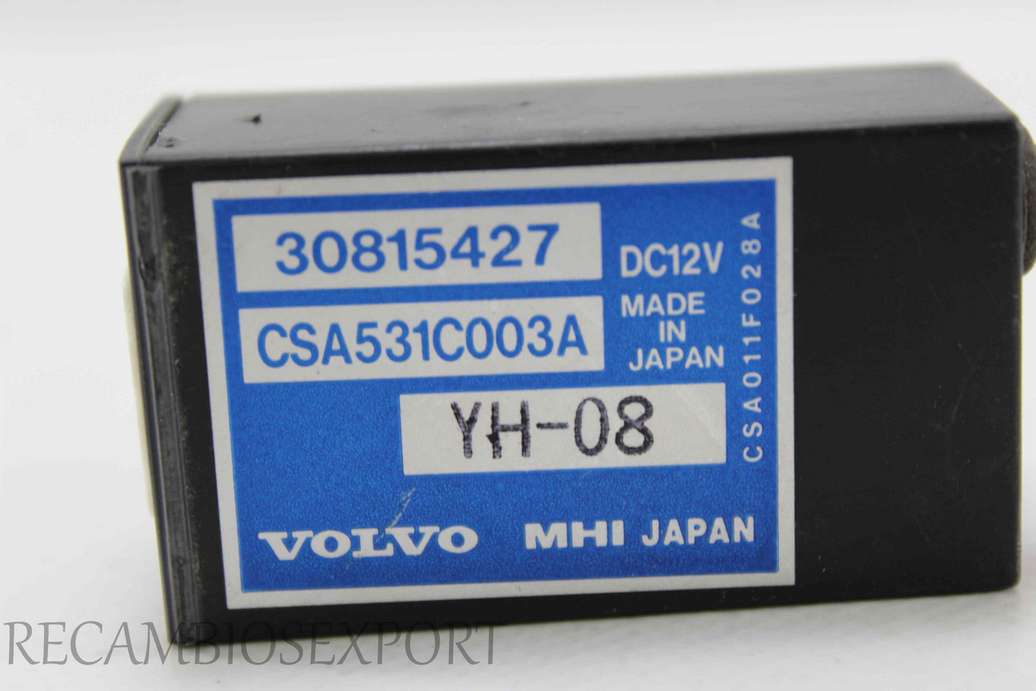 30815427
DC12V
CSA531C003A
MADE
IN
JAPAN
YH-08
CSA011F028A
VOLVO MHI JAPAN
RECAMBIOSEXPORT